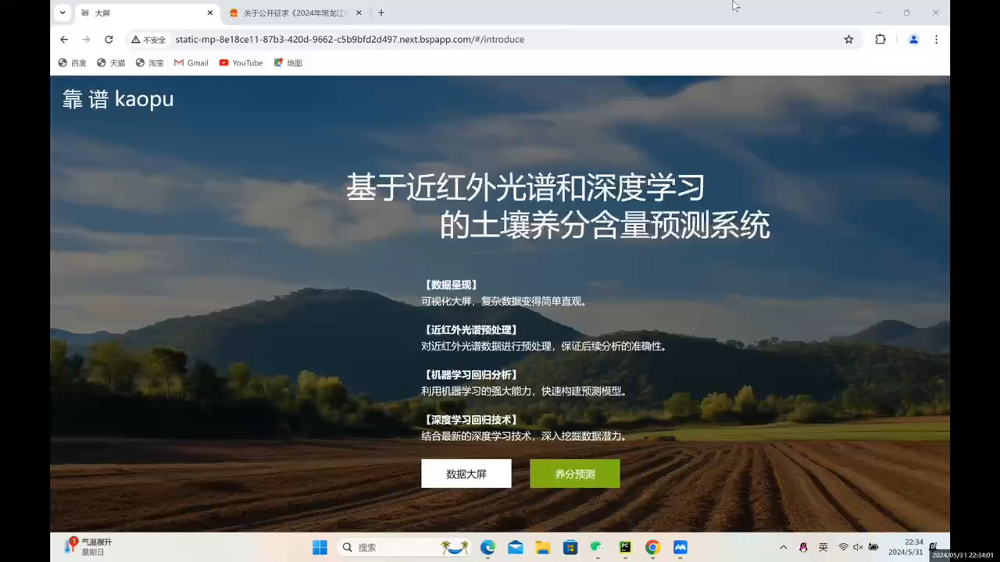 大屏
关于公开征求《2024年黑龙江省
不安全
static-mp-8e18ce11-87b3-420d-9662-c5b9bfd2d497.next.bspapp.com/#/introduce
百度 天猫 淘宝 Gmail YouTube 地图
靠 谱 kaopu
基于近红外光谱和深度学习
的土壤养分含量预测系统
【数据呈现】
可视化大屏，复杂数据变得简单直观。
【近红外光谱预处理】
对近红外光谱数据进行预处理，保证后续分析的准确性。
【机器学习回归分析】
利用机器学习的强大能力，快速构建预测模型。
【深度学习回归技术】
结合最新的深度学习技术，深入挖掘数据潜力。
数据大屏 养分预测
1
气温骤升
星期日
搜索
PC
英
22:34
2024/5/31
2024/05/31 22:34:01